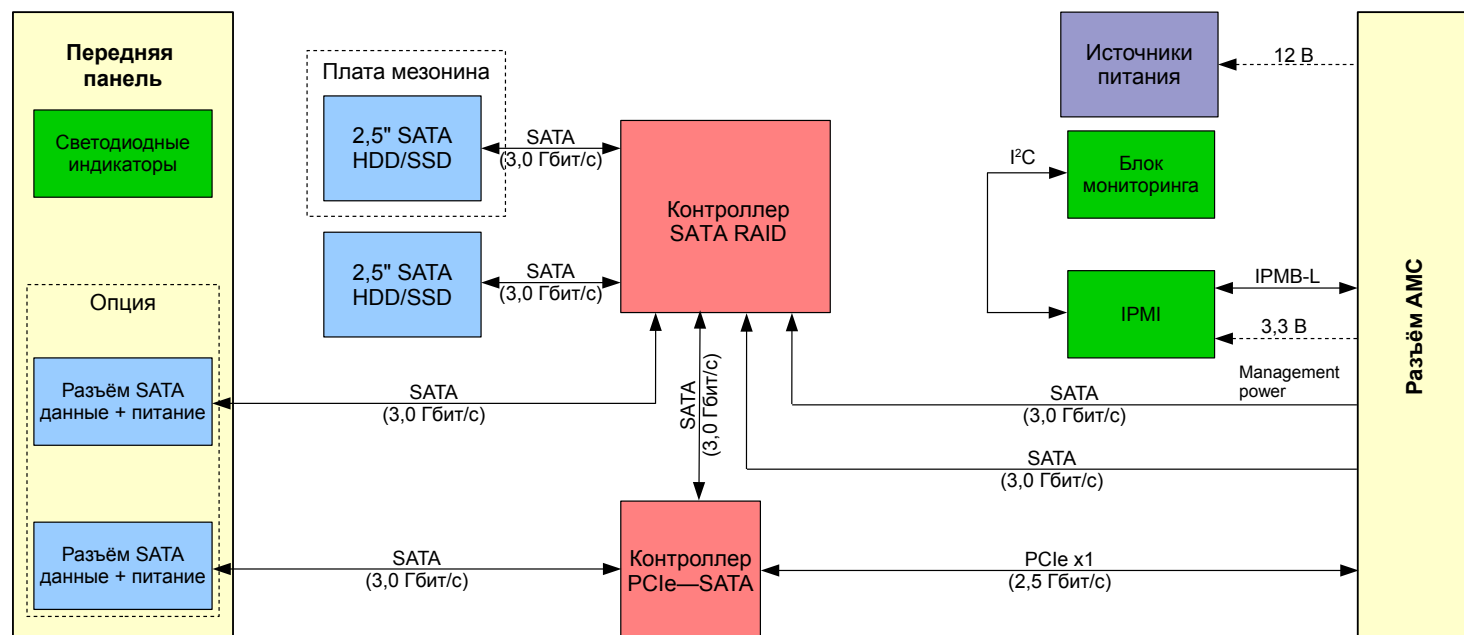 Передняя
панель
Светодиодные
индикаторы
Опция
Разъём SATA
данные + питание
Разъём SATA
данные + питание
Плата мезонина
2,5" SATA
HDD/SSD
SATA
(3,0 Гбит/с)
2,5" SATA
HDD/SSD
SATA
(3,0 Гбит/с)
Контроллер
SATA RAID
SATA
(3,0 Гбит/с)
SATA
(3,0 Гбит/с)
SATA
(3,0 Гбит/с)
Контроллер
PCIe—SATA
Источники
питания
12 В
I²C
Блок
мониторинга
IPMI
IPMB-L
3,3 В
Management
power
SATA
(3,0 Гбит/с)
SATA
(3,0 Гбит/с)
PCIe x1
(2,5 Гбит/с)
Разъём AMC